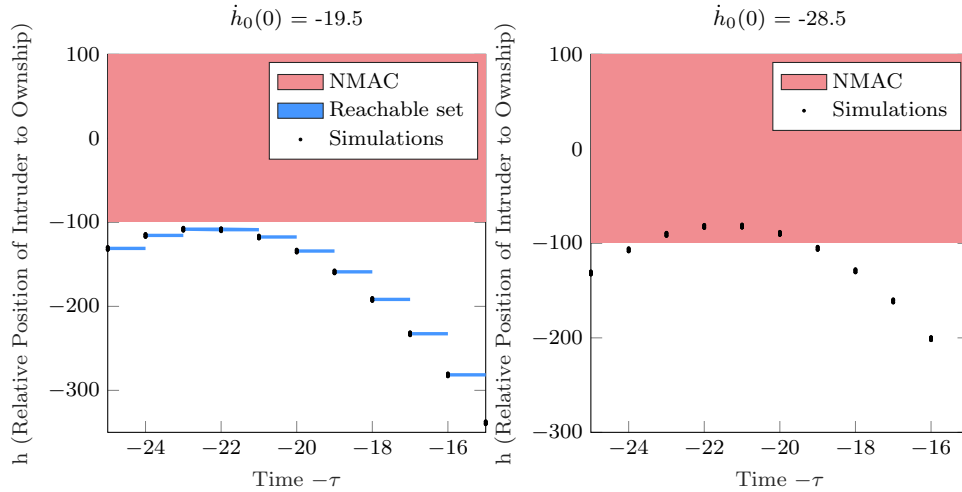 ḣ₀(0) = -19.5
h (Relative Position of Intruder to Ownship)
100
0
−100
−200
−300
NMAC
Reachable set
Simulations
−24 −22 −20 −18 −16
Time −τ
ḣ₀(0) = -28.5
h (Relative Position of Intruder to Ownship)
100
0
−100
−200
−300
NMAC
Simulations
−24 −22 −20 −18 −16
Time −τ